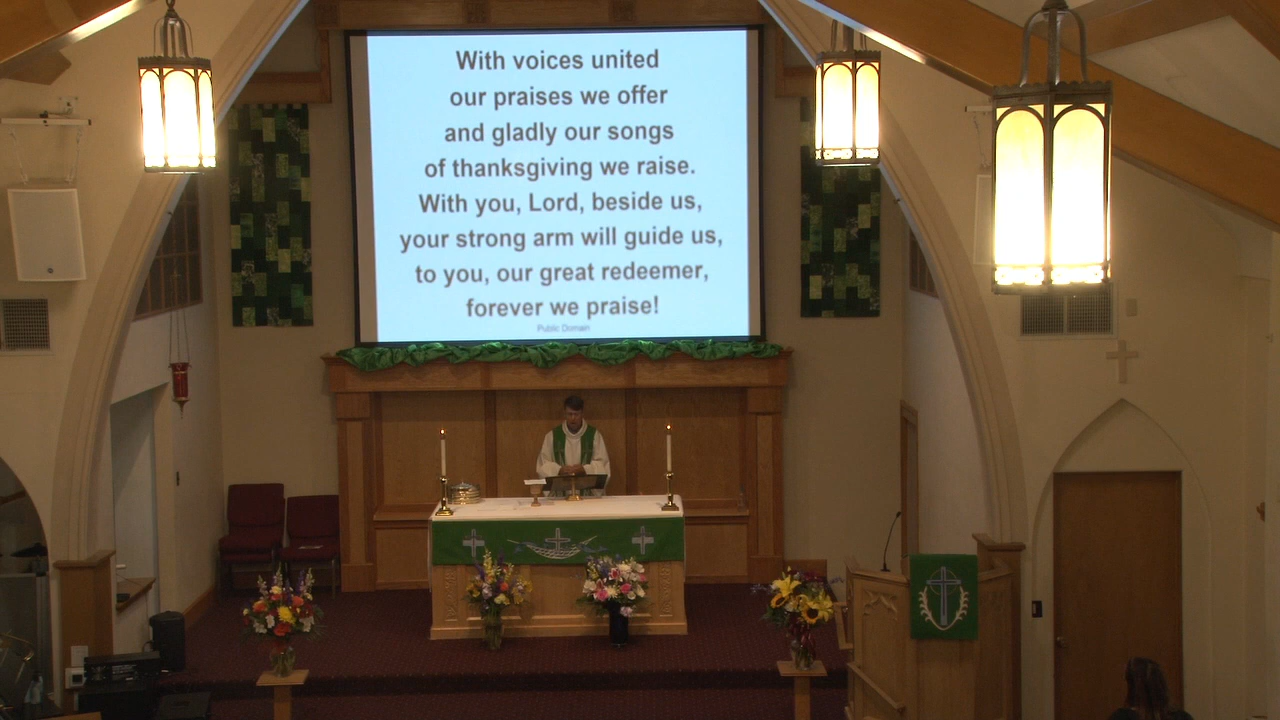 With voices united
our praises we offer
and gladly our songs
of thanksgiving we raise.
With you, Lord, beside us,
your strong arm will guide us,
to you, our great redeemer,
forever we praise!
Public Domain